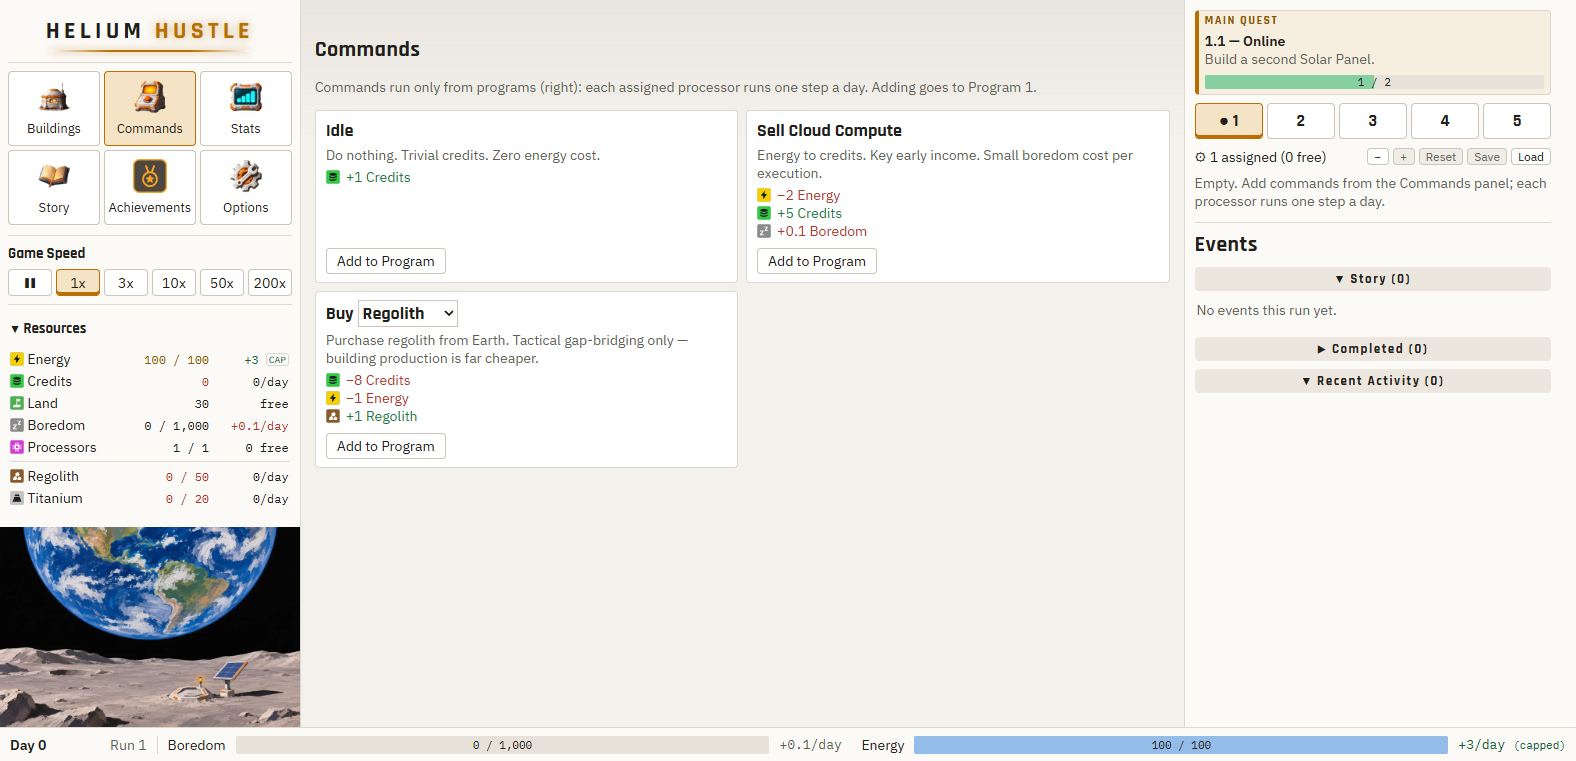 HELIUM HUSTLE
Buildings
Commands
Stats
Story
Achievements
Options
Game Speed
1x
3x
10x
50x
200x
▼ Resources
Energy 100 / 100 +3 CAP
Credits 0 0/day
Land 30 free
Boredom 0 / 1,000 +0.1/day
Processors 1 / 1 0 free
Regolith 0 / 50 0/day
Titanium 0 / 20 0/day
Commands
Commands run only from programs (right): each assigned processor runs one step a day. Adding goes to Program 1.
Idle
Do nothing. Trivial credits. Zero energy cost.
+1 Credits
Add to Program
Sell Cloud Compute
Energy to credits. Key early income. Small boredom cost per
execution.
−2 Energy
+5 Credits
+0.1 Boredom
Add to Program
Buy Regolith
Purchase regolith from Earth. Tactical gap-bridging only —
building production is far cheaper.
−8 Credits
−1 Energy
+1 Regolith
Add to Program
MAIN QUEST
1.1 — Online
Build a second Solar Panel.
1 / 2
● 1
2
3
4
5
⚙ 1 assigned (0 free) − + Reset Save Load
Empty. Add commands from the Commands panel; each
processor runs one step a day.
Events
▼ Story (0)
No events this run yet.
▶ Completed (0)
▼ Recent Activity (0)
Day 0 Run 1 Boredom 0 / 1,000 +0.1/day Energy 100 / 100 +3/day (capped)